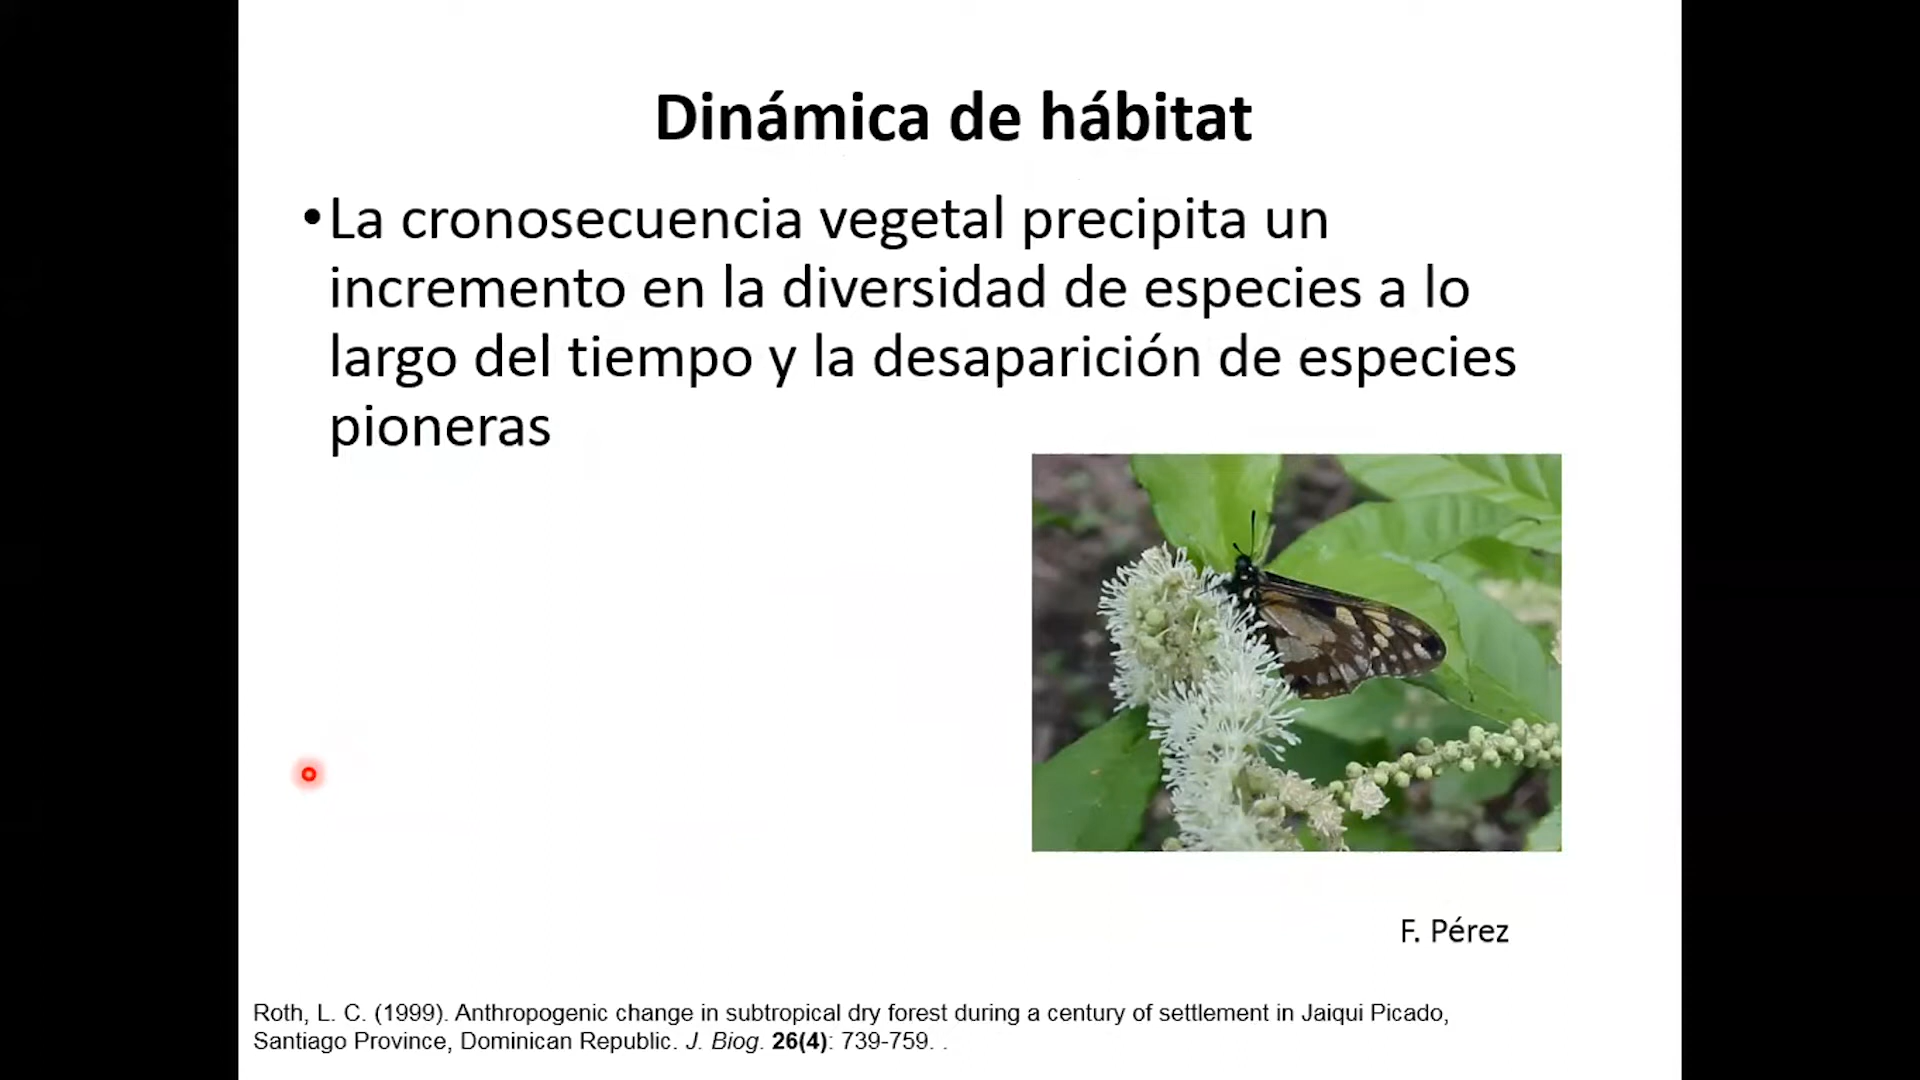 Dinámica de hábitat
•La cronosecuencia vegetal precipita un
incremento en la diversidad de especies a lo
largo del tiempo y la desaparición de especies
pioneras
F. Pérez
Roth, L. C. (1999). Anthropogenic change in subtropical dry forest during a century of settlement in Jaiqui Picado,
Santiago Province, Dominican Republic. J. Biog. 26(4): 739-759. .